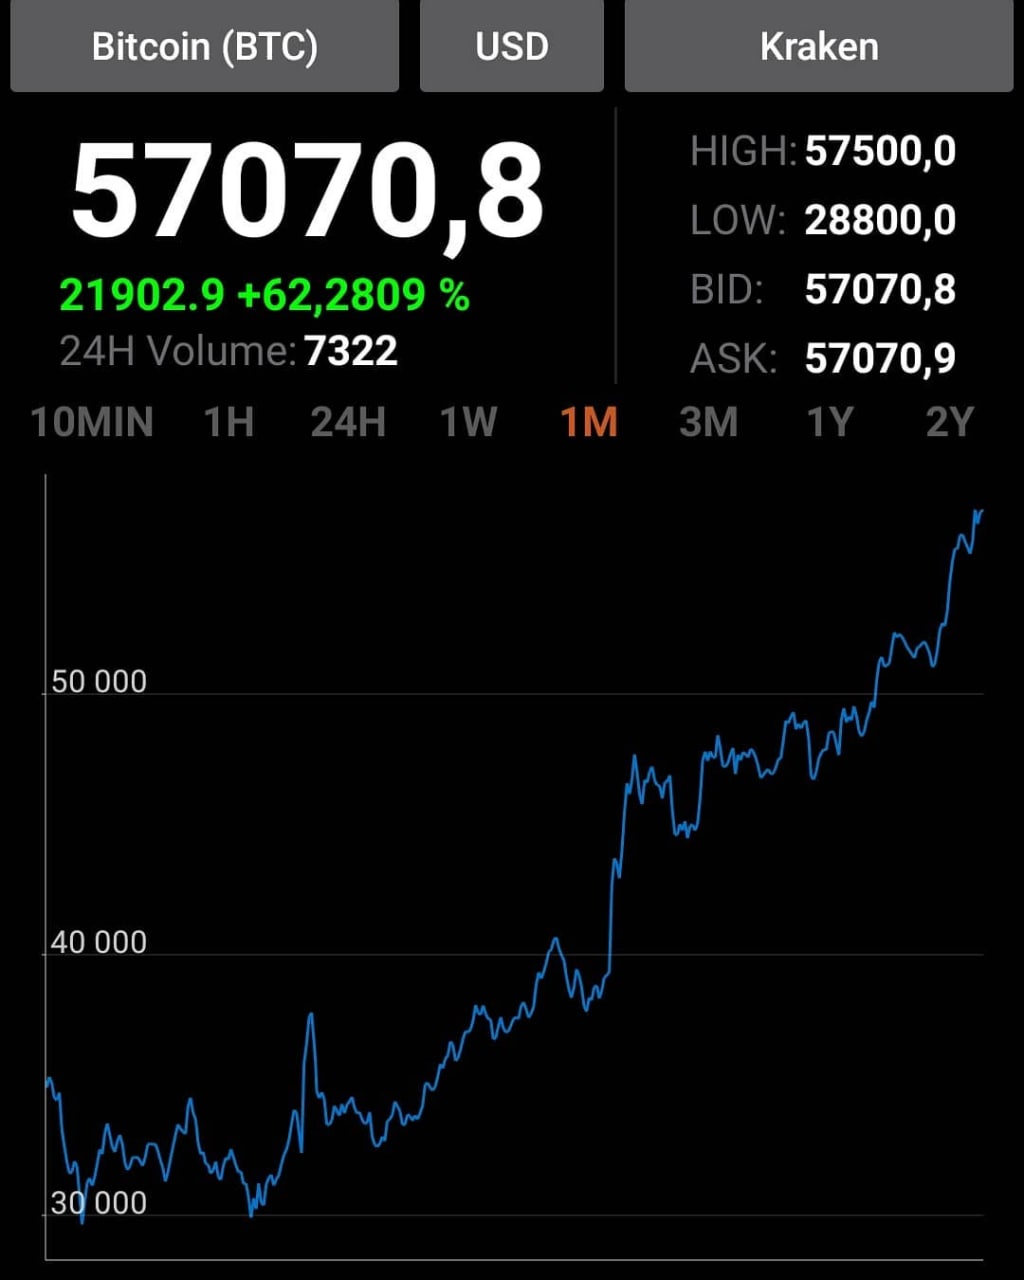 Bitcoin (BTC) USD Kraken
57070,8
21902.9 +62,2809 %
24H Volume: 7322
HIGH: 57500,0
LOW: 28800,0
BID: 57070,8
ASK: 57070,9
10MIN 1H 24H 1W 1M 3M 1Y 2Y
50 000
40 000
30 000